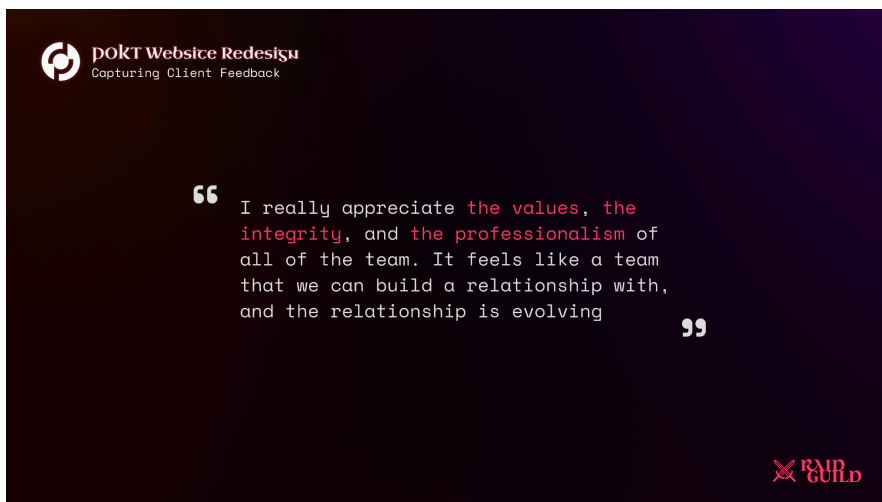 POKT Website Redesign
Capturing Client Feedback
“
I really appreciate the values, the
integrity, and the professionalism of
all of the team. It feels like a team
that we can build a relationship with,
and the relationship is evolving
”
RAID
GUILD